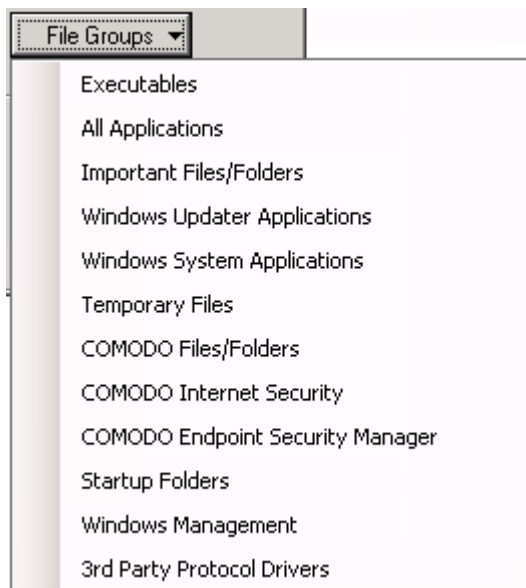 File Groups
Executables
All Applications
Important Files/Folders
Windows Updater Applications
Windows System Applications
Temporary Files
COMODO Files/Folders
COMODO Internet Security
COMODO Endpoint Security Manager
Startup Folders
Windows Management
3rd Party Protocol Drivers